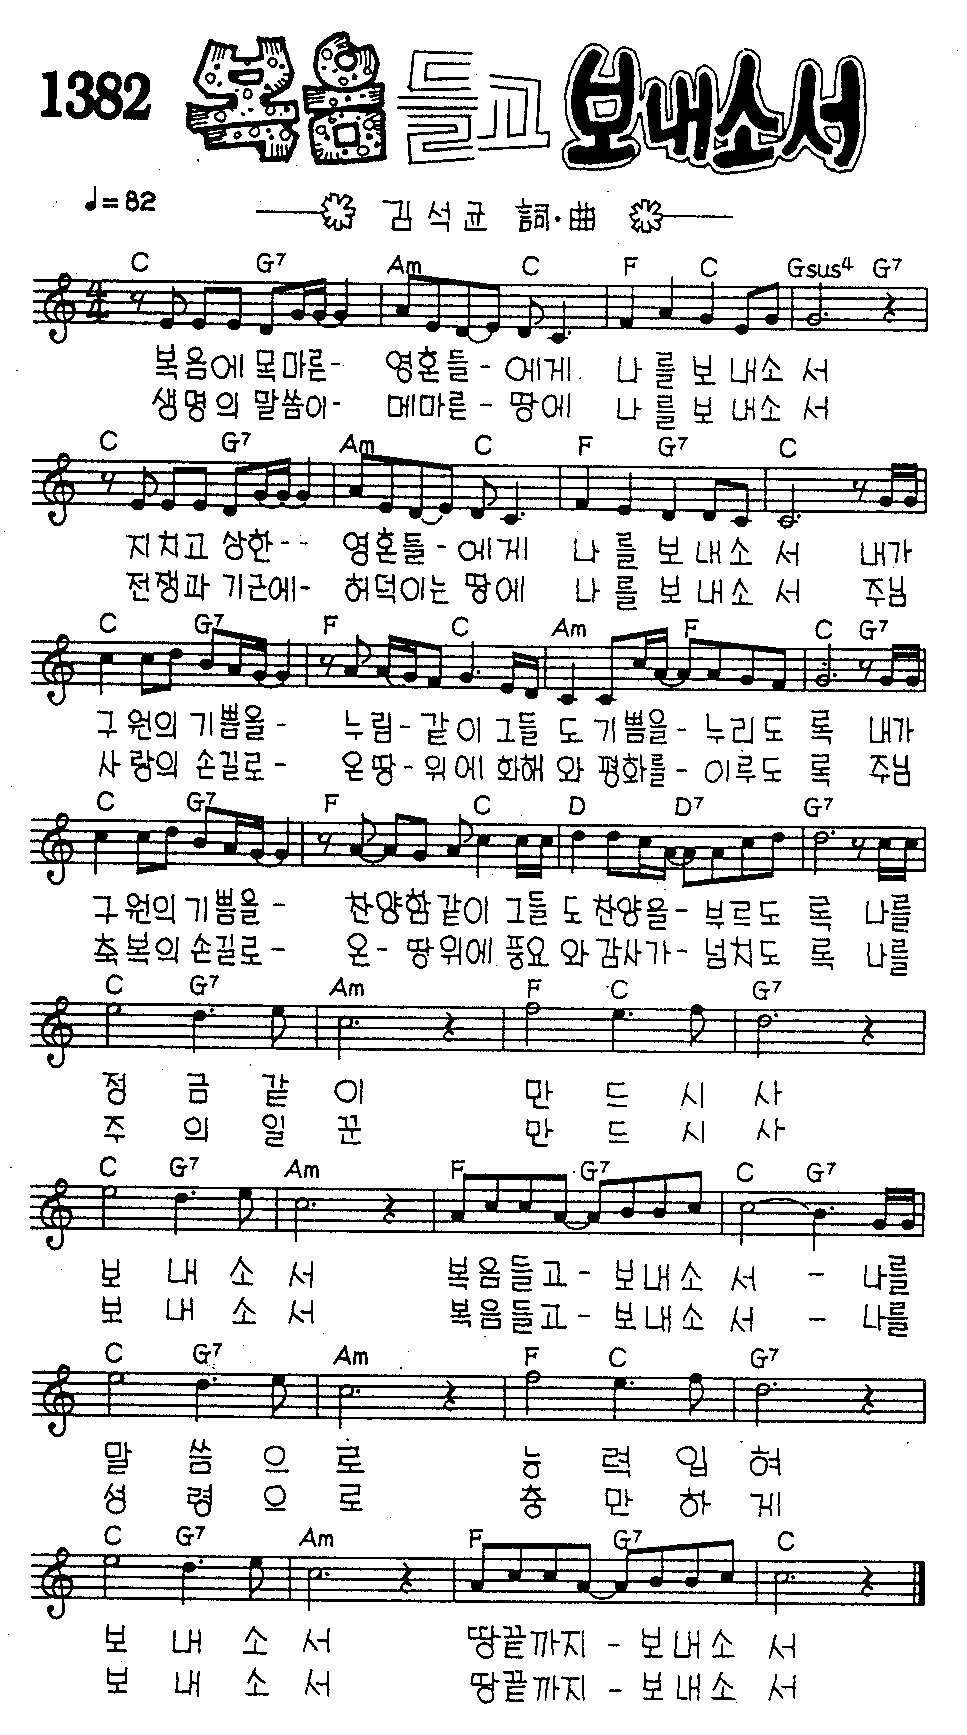 1382 복음들고 보내소서
♩=82
김석균 詞·曲
C G7 Am C F C Gsus4 G7
복음에 목마른- 영혼들-에게 나를 보내소서
생명의 말씀이- 메마른-땅에 나를 보내소서
C G7 Am C F G7 C
지치고 상한-- 영혼들-에게 나를 보내소서 내가
전쟁과 기근에- 허덕이는 땅에 나를 보내소서 주님
C G7 F C Am F C G7
구원의 기쁨을- 누림-같이 그들도 기쁨을-누리도록 내가
사랑의 손길로- 온땅-위에 화해와 평화를-이루도록 주님
C G7 F C D D7 G7
구원의 기쁨을- 찬양함같이 그들도 찬양을-부르도록 나를
축복의 손길로- 온-땅위에 풍요와 감사가-넘치도록 나를
C G7 Am F C G7
정금같이 만드시사
주의일꾼 만드시사
C G7 Am F G7 C G7
보내소서 복음들고-보내소서 - 나를
보내소서 복음들고-보내소서 - 나를
C G7 Am F C G7
말씀으로 능력입혀
성령으로 충만하게
C G7 Am F G7 C
보내소서 땅끝까지-보내소서
보내소서 땅끝까지-보내소서